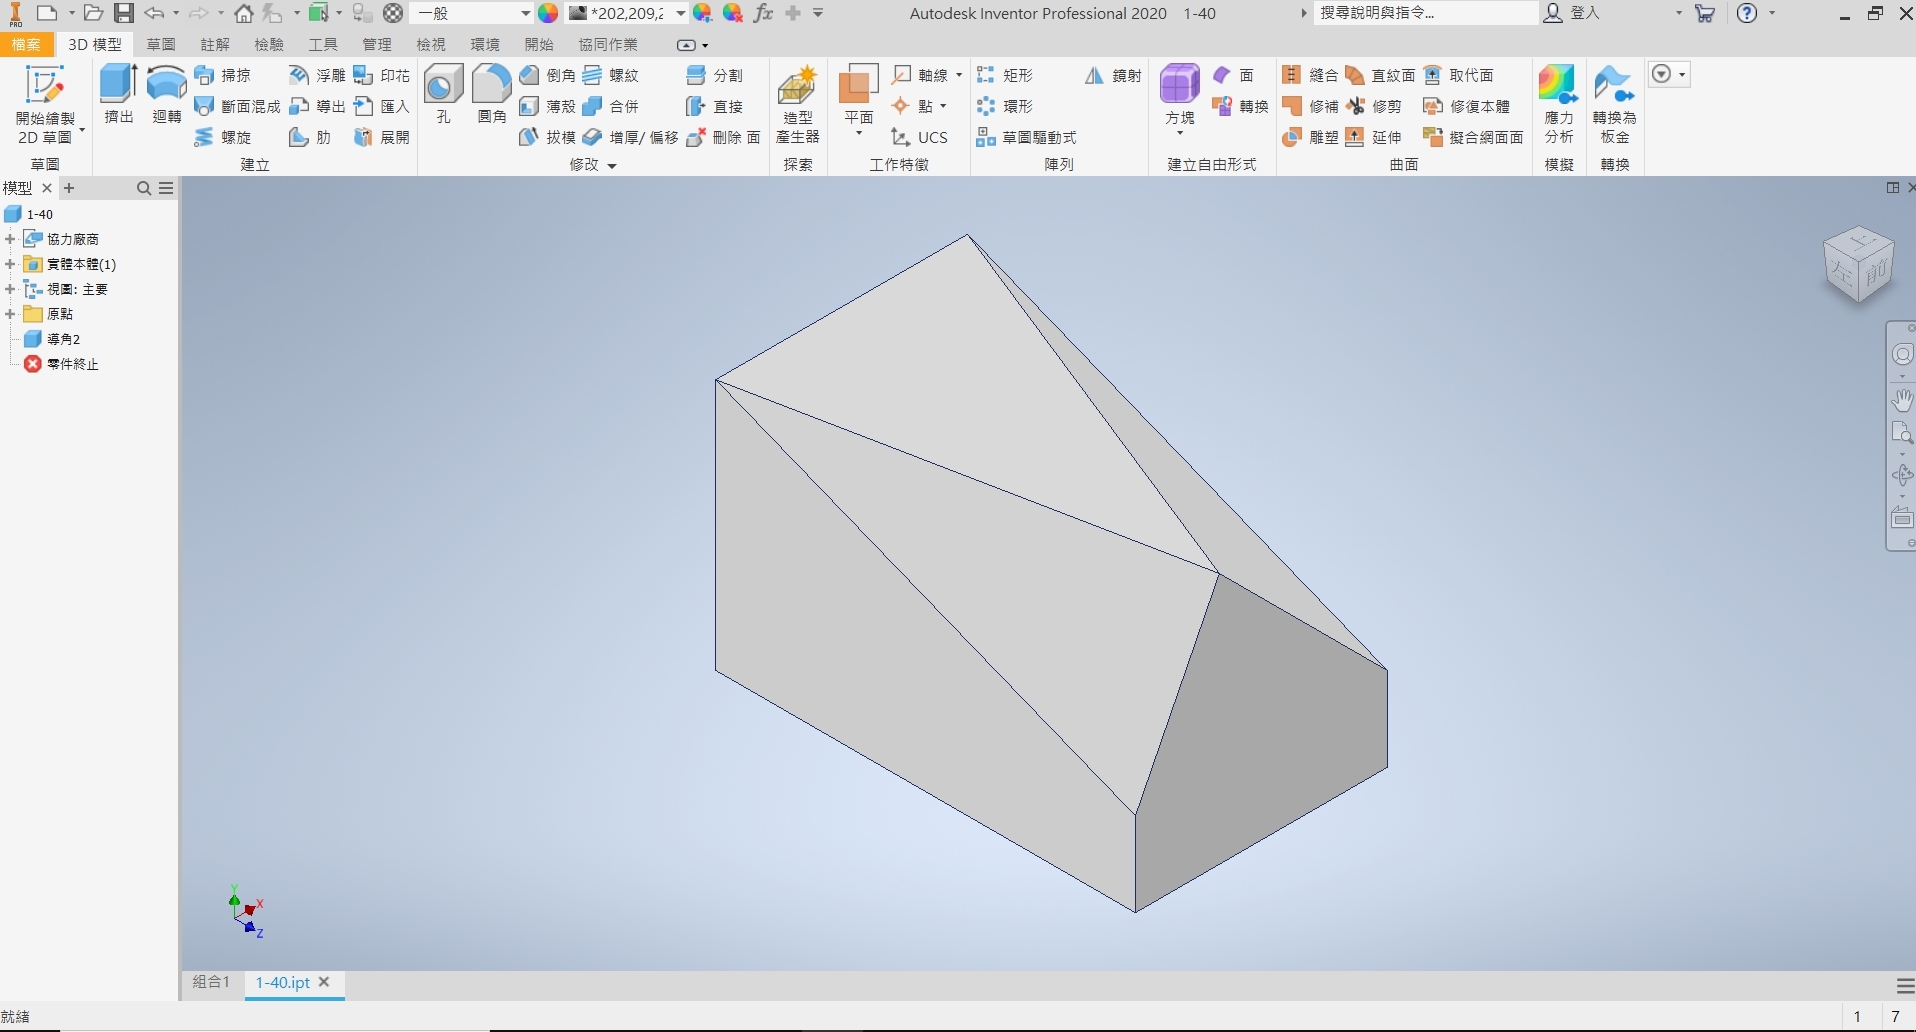 PRO 一般 *202,209,2 fx Autodesk Inventor Professional 2020 1-40 搜尋說明與指令... 登入
檔案 3D 模型 草圖 註解 檢驗 工具 管理 檢視 環境 開始 協同作業
開始繪製
2D 草圖
草圖
擠出 迴轉
掃掠 浮雕 印花
斷面混成 導出 匯入
螺旋 肋 展開
建立
孔 圓角
倒角 螺紋 分割
薄殼 合併 直接
拔模 增厚/ 偏移 刪除 面
修改
造型
產生器
探索
平面
軸線
點
UCS
工作特徵
矩形 鏡射
環形
草圖驅動式
陣列
方塊
面
轉換
建立自由形式
縫合 直紋面 取代面
修補 修剪 修復本體
雕塑 延伸 擬合網面面
曲面
應力
分析
模擬
轉換為
板金
轉換
模型
1-40
協力廠商
實體本體(1)
視圖: 主要
原點
導角2
零件終止
上
左 前
Y
X
Z
組合1 1-40.ipt
就緒 1 7